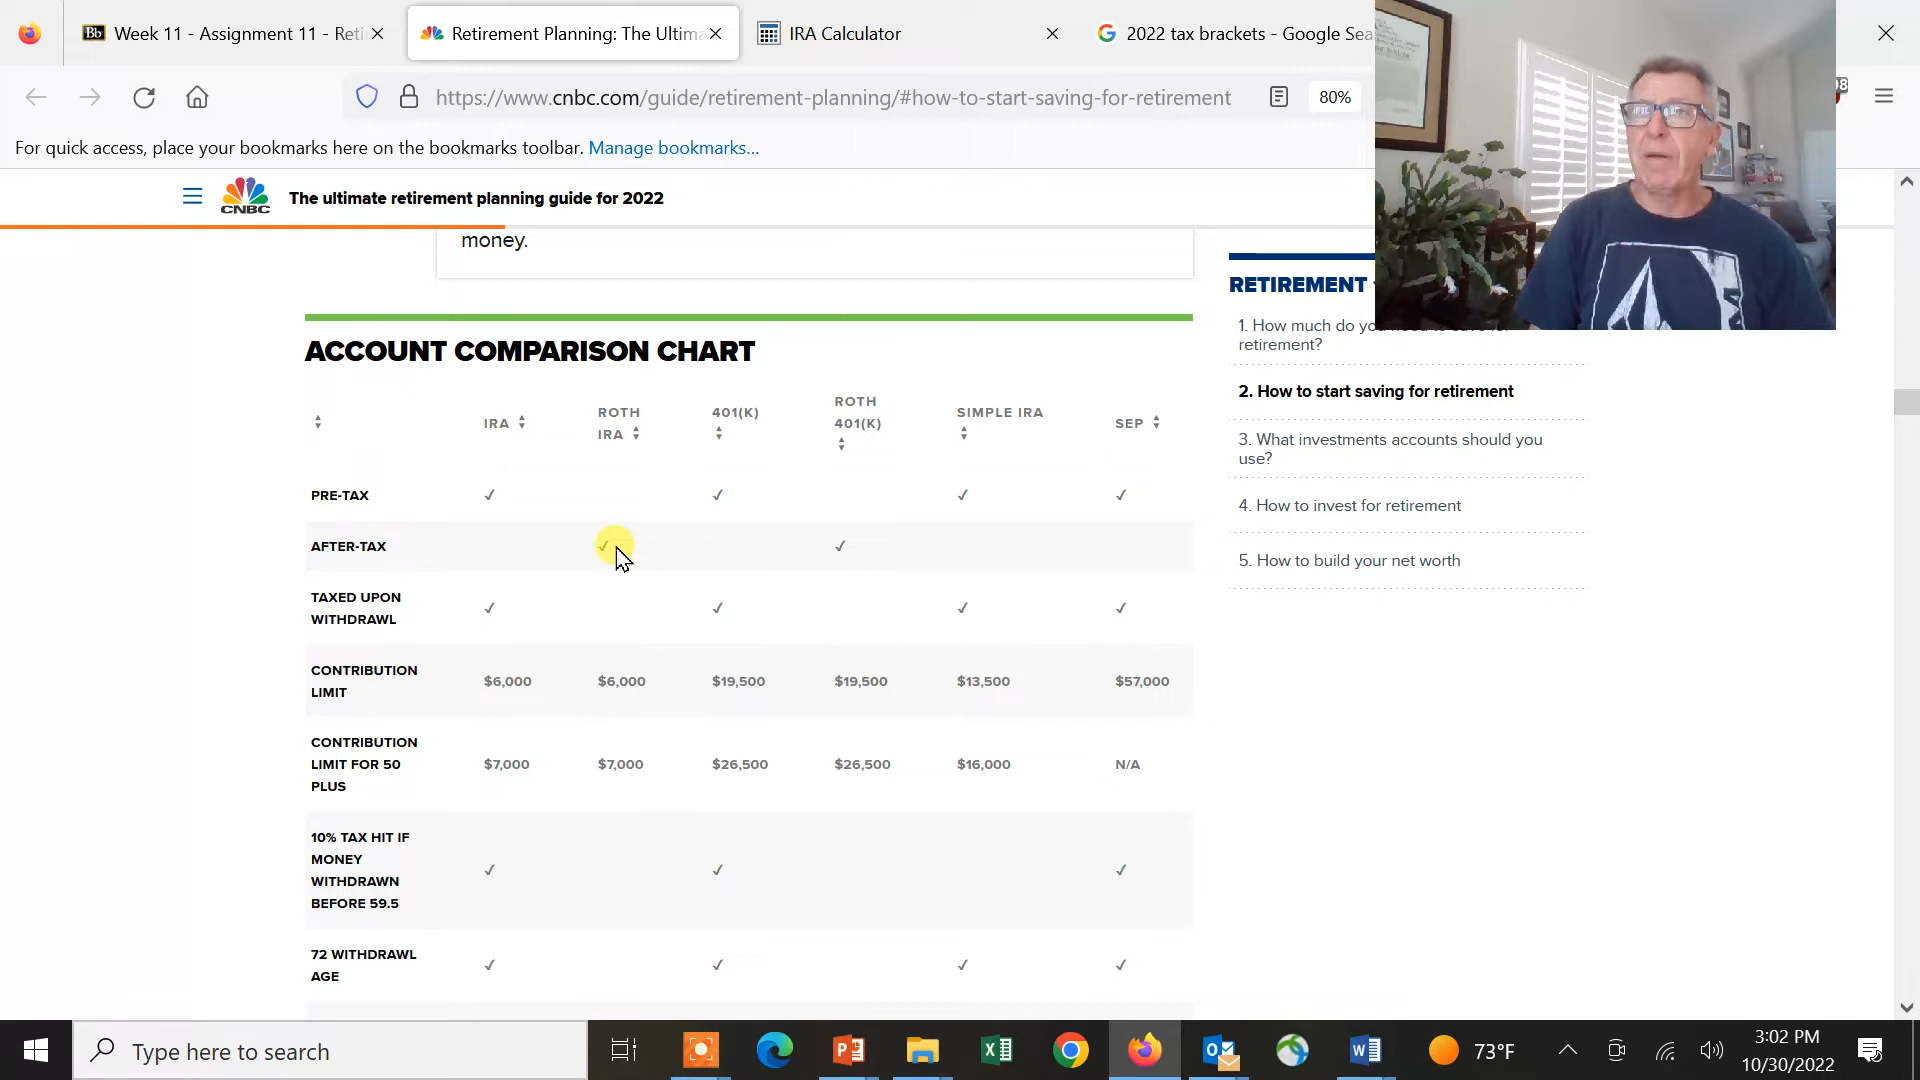 Bb Week 11 - Assignment 11 - Reti
Retirement Planning: The Ultima
IRA Calculator
2022 tax brackets - Google Sea
https://www.cnbc.com/guide/retirement-planning/#how-to-start-saving-for-retirement
80%
For quick access, place your bookmarks here on the bookmarks toolbar. Manage bookmarks...
CNBC
The ultimate retirement planning guide for 2022
money.
ACCOUNT COMPARISON CHART
IRA ROTH IRA 401(K) ROTH 401(K) SIMPLE IRA SEP
PRE-TAX ✓ ✓ ✓ ✓
AFTER-TAX ✓ ✓
TAXED UPON WITHDRAWL ✓ ✓ ✓ ✓
CONTRIBUTION LIMIT $6,000 $6,000 $19,500 $19,500 $13,500 $57,000
CONTRIBUTION LIMIT FOR 50 PLUS $7,000 $7,000 $26,500 $26,500 $16,000 N/A
10% TAX HIT IF MONEY WITHDRAWN BEFORE 59.5 ✓ ✓ ✓
72 WITHDRAWL AGE ✓ ✓ ✓ ✓
RETIREMENT
1. How much do you
retirement?
2. How to start saving for retirement
3. What investments accounts should you
use?
4. How to invest for retirement
5. How to build your net worth
Type here to search
73°F
3:02 PM
10/30/2022